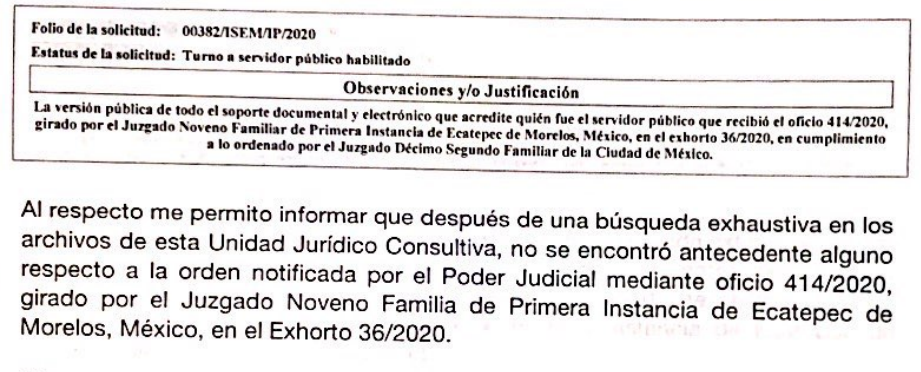 Folio de la solicitud: 00382/ISEM/IP/2020
Estatus de la solicitud: Turno a servidor público habilitado
Observaciones y/o Justificación
La versión pública de todo el soporte documental y electrónico que acredite quién fue el servidor público que recibió el oficio 414/2020,
girado por el Juzgado Noveno Familiar de Primera Instancia de Ecatepec de Morelos, México, en el exhorto 36/2020, en cumplimiento
a lo ordenado por el Juzgado Décimo Segundo Familiar de la Ciudad de México.
Al respecto me permito informar que después de una búsqueda exhaustiva en los
archivos de esta Unidad Jurídico Consultiva, no se encontró antecedente alguno
respecto a la orden notificada por el Poder Judicial mediante oficio 414/2020,
girado por el Juzgado Noveno Familia de Primera Instancia de Ecatepec de
Morelos, México, en el Exhorto 36/2020.